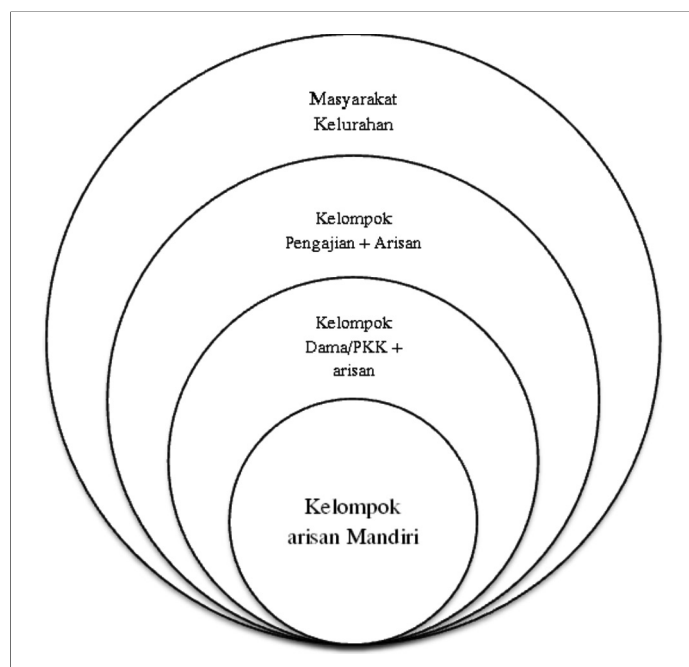 Masyarakat
Kelurahan
Kelompok
Pengajian + Arisan
Kelompok
Dama/PKK +
arisan
Kelompok
arisan Mandiri